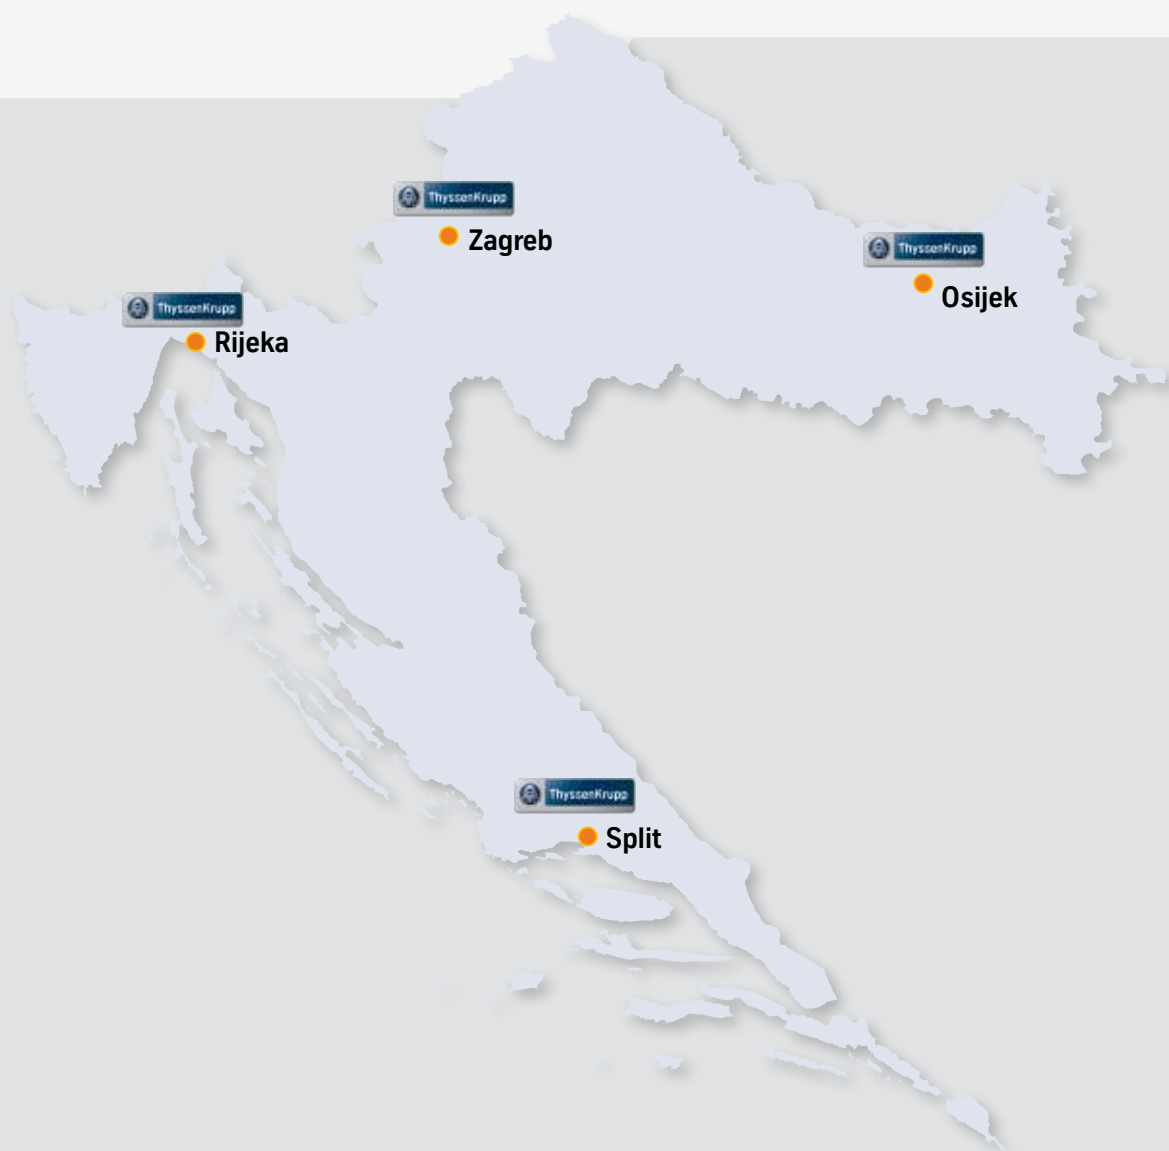 ThyssenKrupp
Zagreb
ThyssenKrupp
Osijek
ThyssenKrupp
Rijeka
ThyssenKrupp
Split